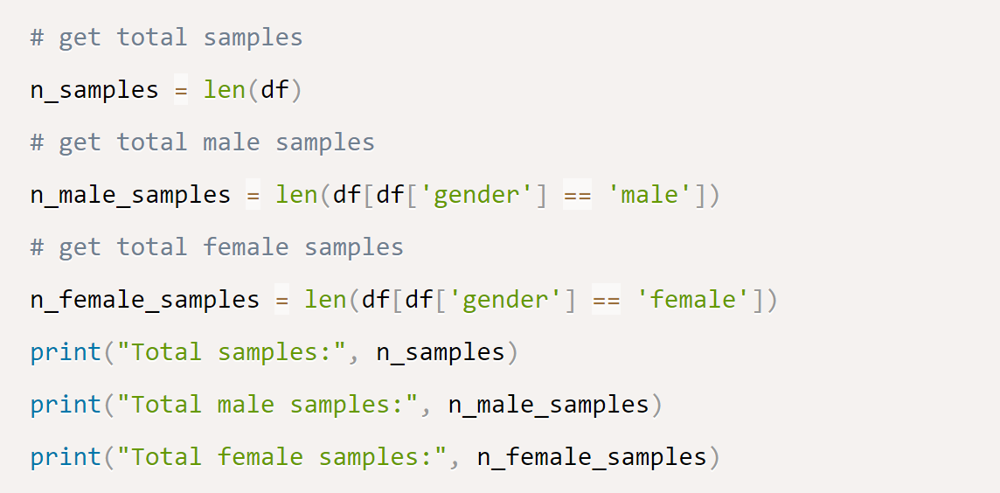 # get total samples
n_samples = len(df)
# get total male samples
n_male_samples = len(df[df['gender'] == 'male'])
# get total female samples
n_female_samples = len(df[df['gender'] == 'female'])
print("Total samples:", n_samples)
print("Total male samples:", n_male_samples)
print("Total female samples:", n_female_samples)